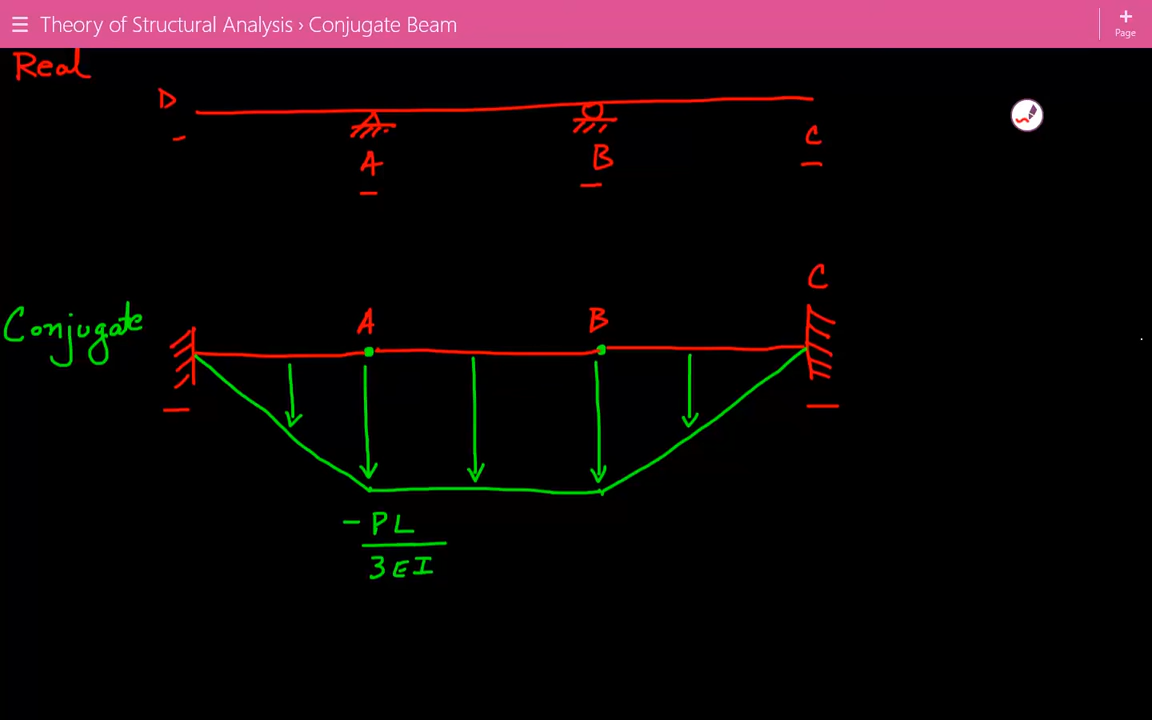 Theory of Structural Analysis › Conjugate Beam
Page
Real
D
A
B
C
C
Conjugate
A
B
- PL
3EI